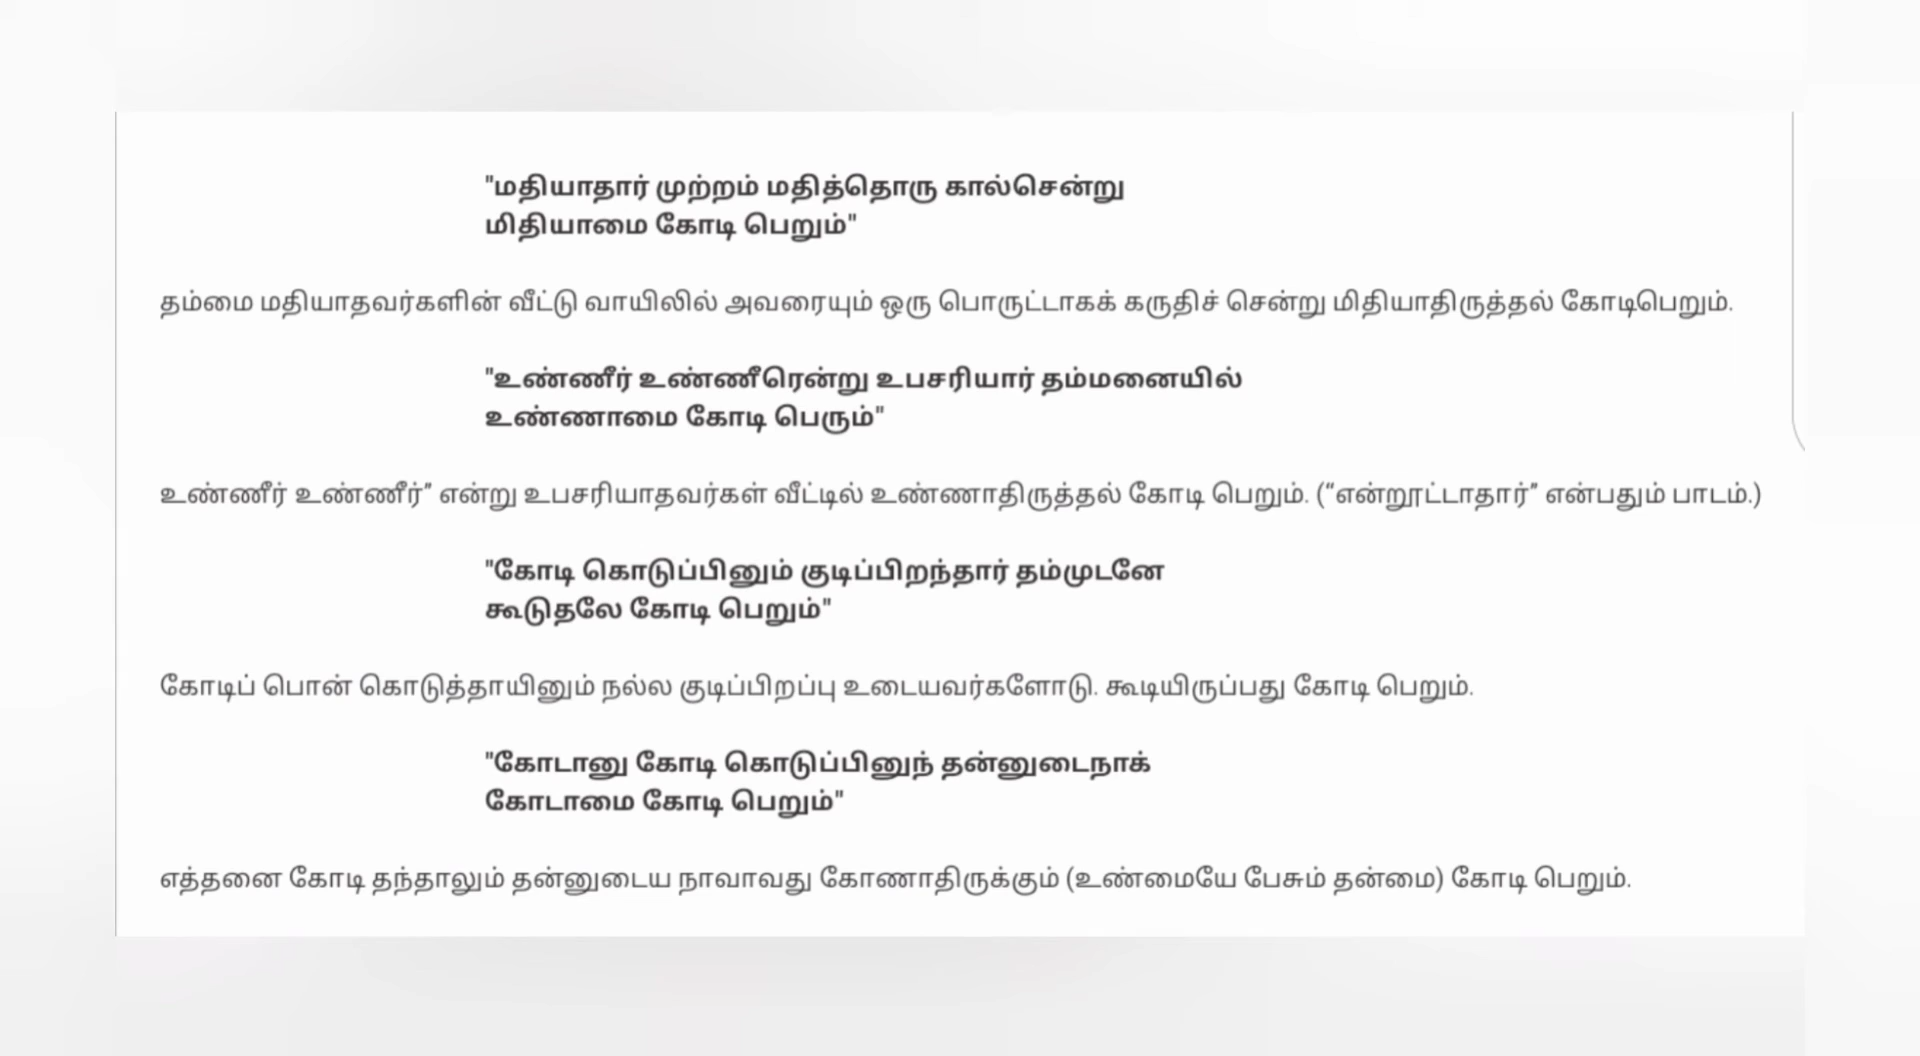 "மதியாதார் முற்றம் மதித்தொரு கால்சென்று
மிதியாமை கோடி பெறும்"
தம்மை மதியாதவர்களின் வீட்டு வாயிலில் அவரையும் ஒரு பொருட்டாகக் கருதிச் சென்று மிதியாதிருத்தல் கோடிபெறும்.
"உண்ணீர் உண்ணீரென்று உபசரியார் தம்மனையில்
உண்ணாமை கோடி பெரும்"
உண்ணீர் உண்ணீர்” என்று உபசரியாதவர்கள் வீட்டில் உண்ணாதிருத்தல் கோடி பெறும். (“என்றூட்டாதார்” என்பதும் பாடம்.)
"கோடி கொடுப்பினும் குடிப்பிறந்தார் தம்முடனே
கூடுதலே கோடி பெறும்"
கோடிப் பொன் கொடுத்தாயினும் நல்ல குடிப்பிறப்பு உடையவர்களோடு. கூடியிருப்பது கோடி பெறும்.
"கோடானு கோடி கொடுப்பினுந் தன்னுடைநாக்
கோடாமை கோடி பெறும்"
எத்தனை கோடி தந்தாலும் தன்னுடைய நாவாவது கோணாதிருக்கும் (உண்மையே பேசும் தன்மை) கோடி பெறும்.